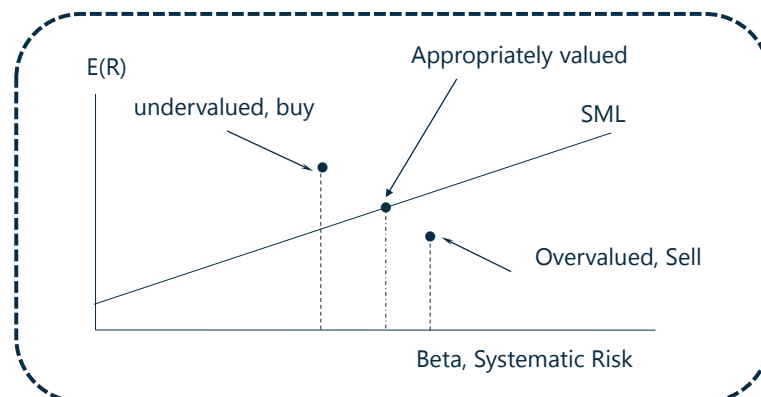 Appropriately valued
E(R)
undervalued, buy
SML
Overvalued, Sell
Beta, Systematic Risk